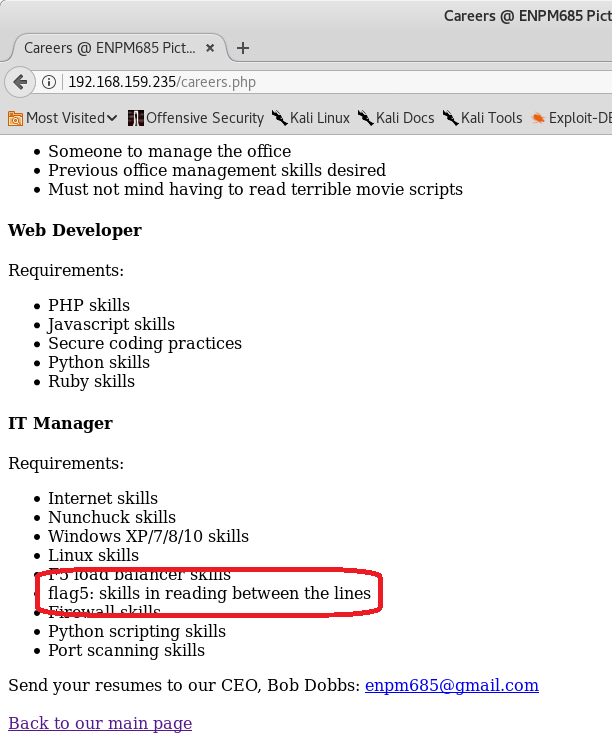 Careers @ ENPM685 Pict
Careers @ ENPM685 Pict...
192.168.159.235/careers.php
Most Visited Offensive Security Kali Linux Kali Docs Kali Tools Exploit-DB
Someone to manage the office
Previous office management skills desired
Must not mind having to read terrible movie scripts
Web Developer
Requirements:
PHP skills
Javascript skills
Secure coding practices
Python skills
Ruby skills
IT Manager
Requirements:
Internet skills
Nunchuck skills
Windows XP/7/8/10 skills
Linux skills
F5 load balancer skills
flag5: skills in reading between the lines
Firewall skills
Python scripting skills
Port scanning skills
Send your resumes to our CEO, Bob Dobbs: enpm685@gmail.com
Back to our main page